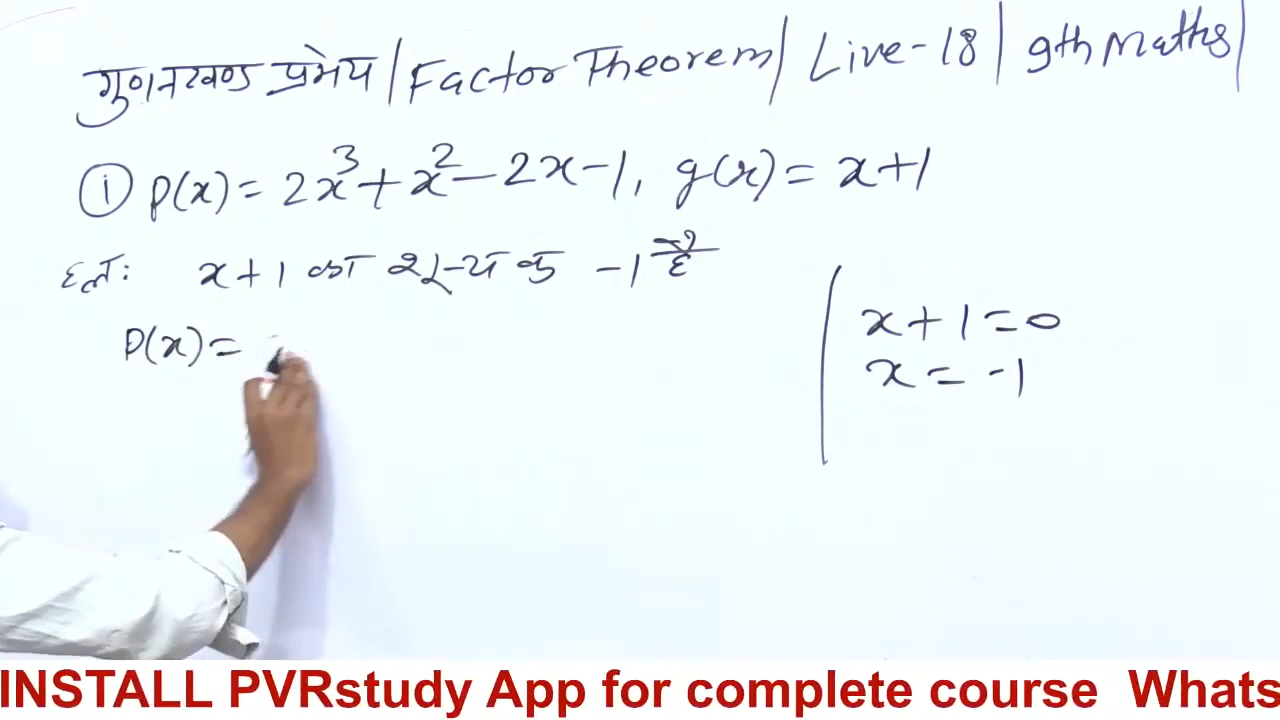 गुणनखण्ड प्रमेय | Factor Theorem | Live-18 | 9th Maths |
① P(x) = 2x³ + x² - 2x - 1, g(x) = x + 1
हल: x + 1 का शून्यक -1 है
P(x) =
x + 1 = 0
x = -1
INSTALL PVRstudy App for complete course Whats